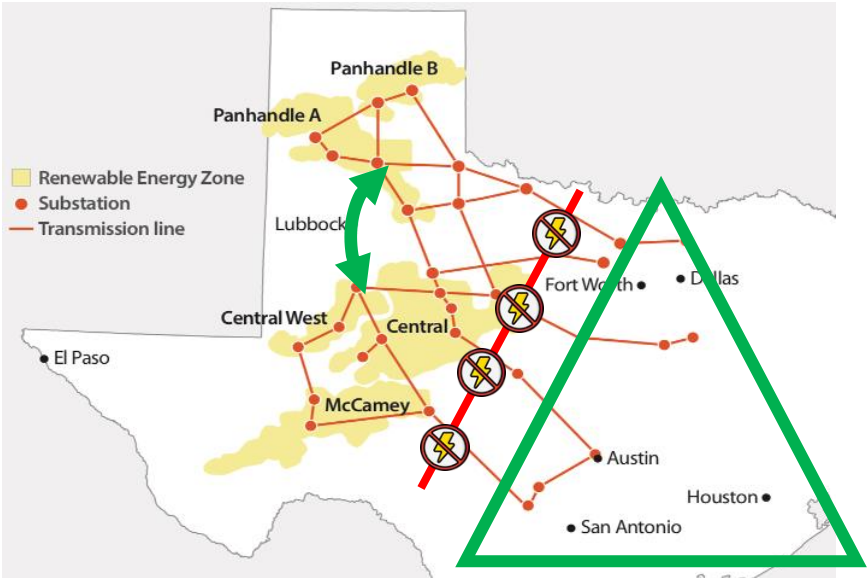 Panhandle B
Panhandle A
Renewable Energy Zone
Substation
Transmission line
Lubbock
Fort Worth
Dallas
Central West
Central
El Paso
McCamey
Austin
Houston
San Antonio